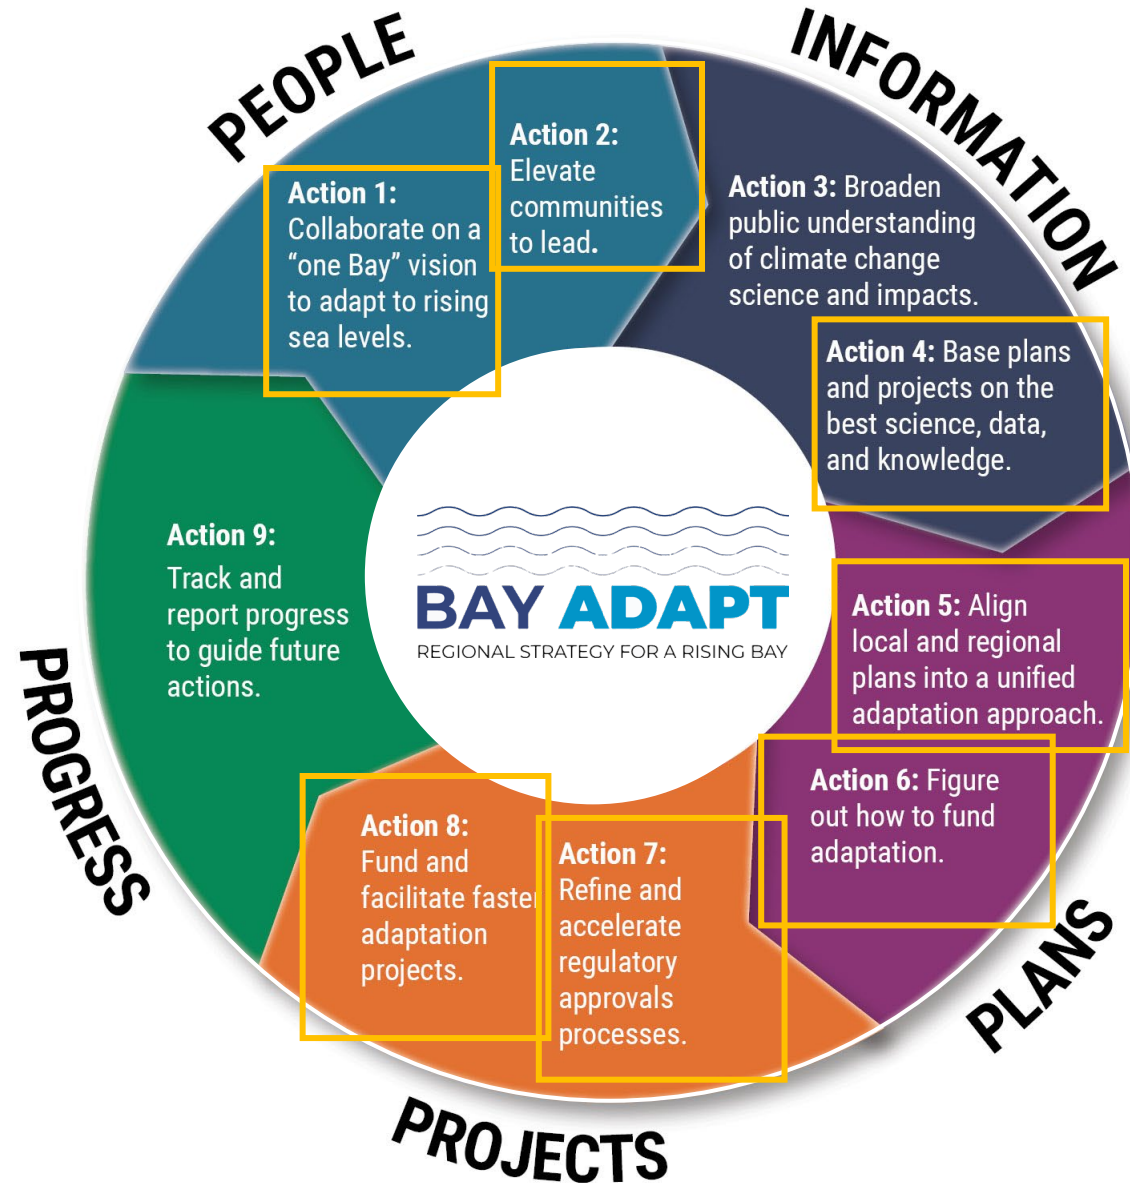 PEOPLE
INFORMATION
Action 1:
Collaborate on a
“one Bay” vision
to adapt to rising
sea levels.
Action 2:
Elevate
communities
to lead.
Action 3: Broaden
public understanding
of climate change
science and impacts.
Action 4: Base plans
and projects on the
best science, data,
and knowledge.
Action 5: Align
local and regional
plans into a unified
adaptation approach.
Action 6: Figure
out how to fund
adaptation.
PLANS
Action 7:
Refine and
accelerate
regulatory
approvals
processes.
Action 8:
Fund and
facilitate faster
adaptation
projects.
PROJECTS
Action 9:
Track and
report progress
to guide future
actions.
PROGRESS
BAY ADAPT
REGIONAL STRATEGY FOR A RISING BAY